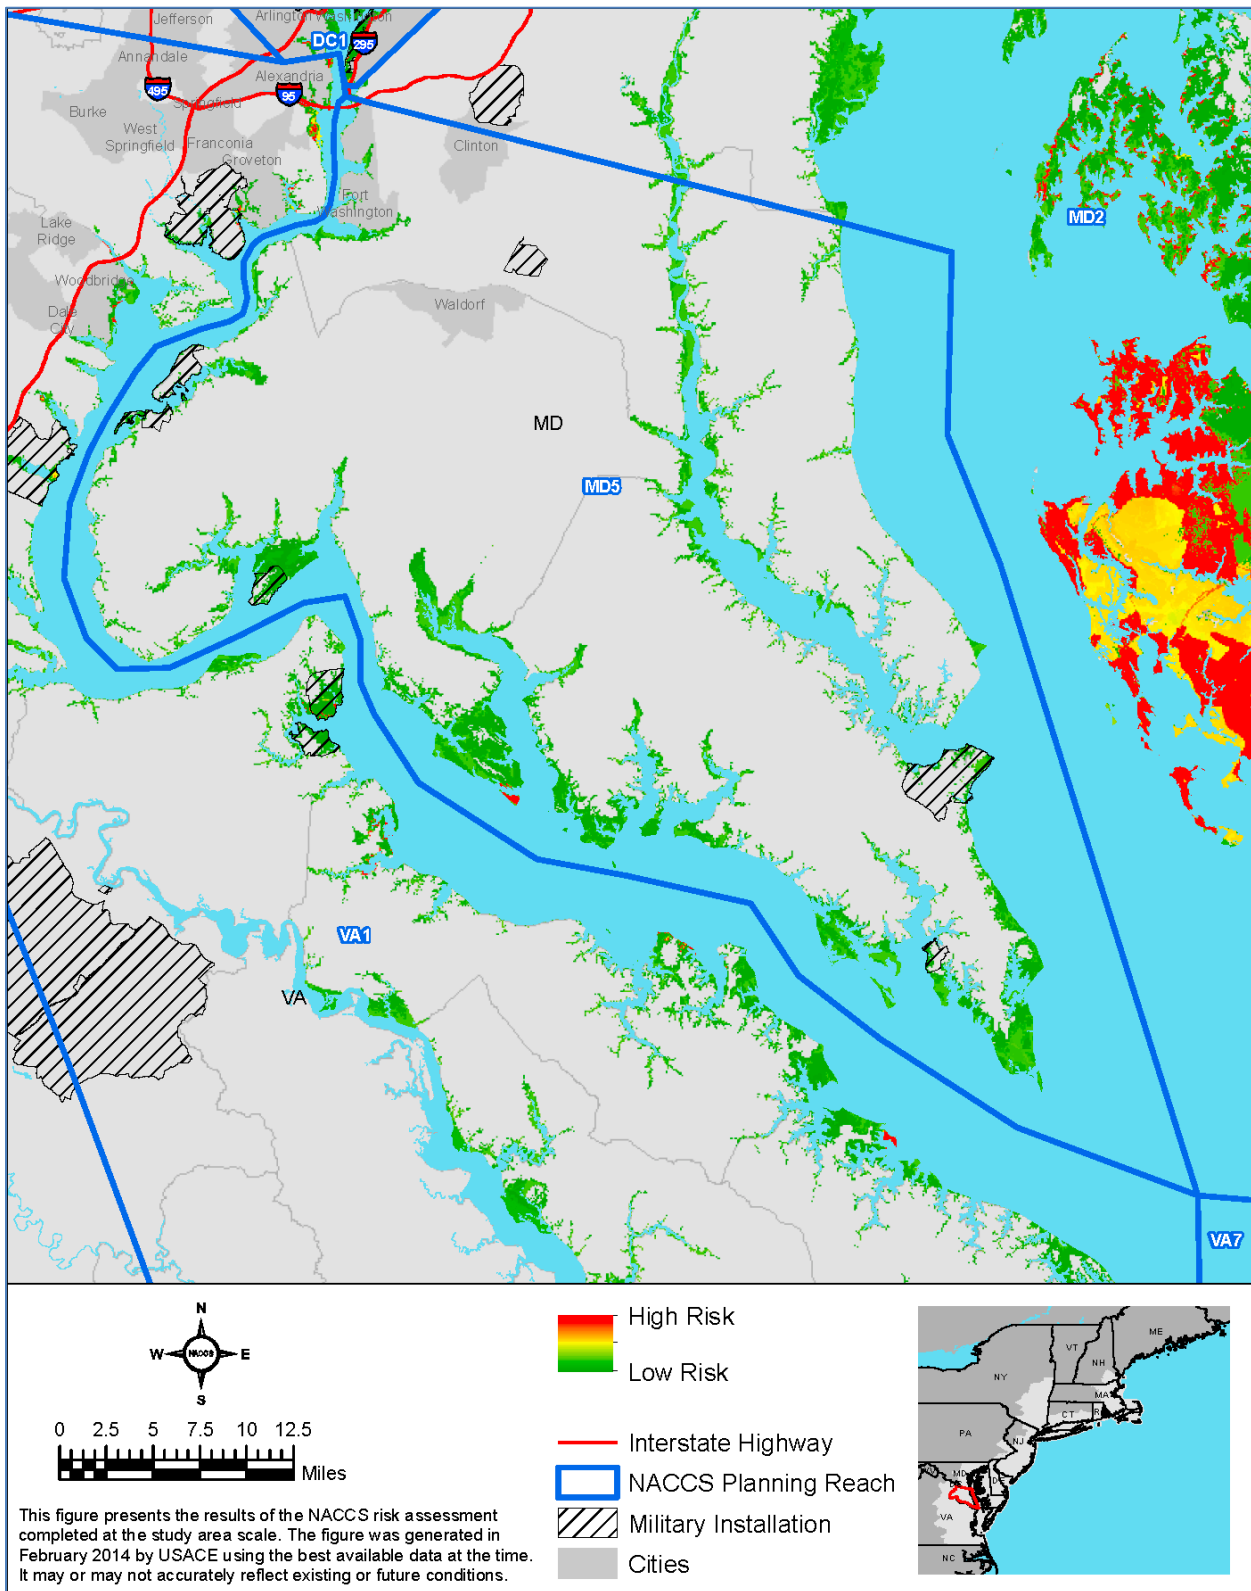 Jefferson
Arlington
Washington
DC1
295
Annandale
495
95
Alexandria
Springfield
Burke
West
Springfield
Franconia
Groveton
Clinton
Fort
Washington
MD2
Lake
Ridge
Woodbridge
Dale
City
Waldorf
MD
MD5
VA1
VA
VA7
N
W
NACCS
E
S
0 2.5 5 7.5 10 12.5
Miles
This figure presents the results of the NACCS risk assessment
completed at the study area scale. The figure was generated in
February 2014 by USACE using the best available data at the time.
It may or may not accurately reflect existing or future conditions.
High Risk
Low Risk
Interstate Highway
NACCS Planning Reach
Military Installation
Cities
ME
VT
NH
NY
MA
CT
PA
NJ
MD
VA
NC